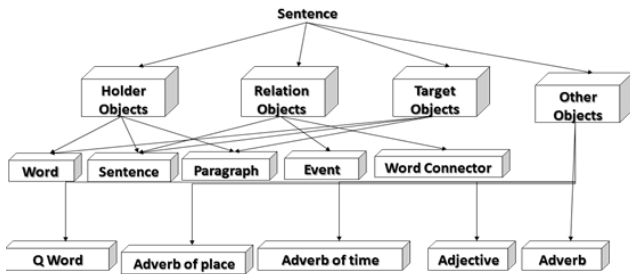 Sentence
Holder
Objects
Relation
Objects
Target
Objects
Other
Objects
Word
Sentence
Paragraph
Event
Word Connector
Q Word
Adverb of place
Adverb of time
Adjective
Adverb